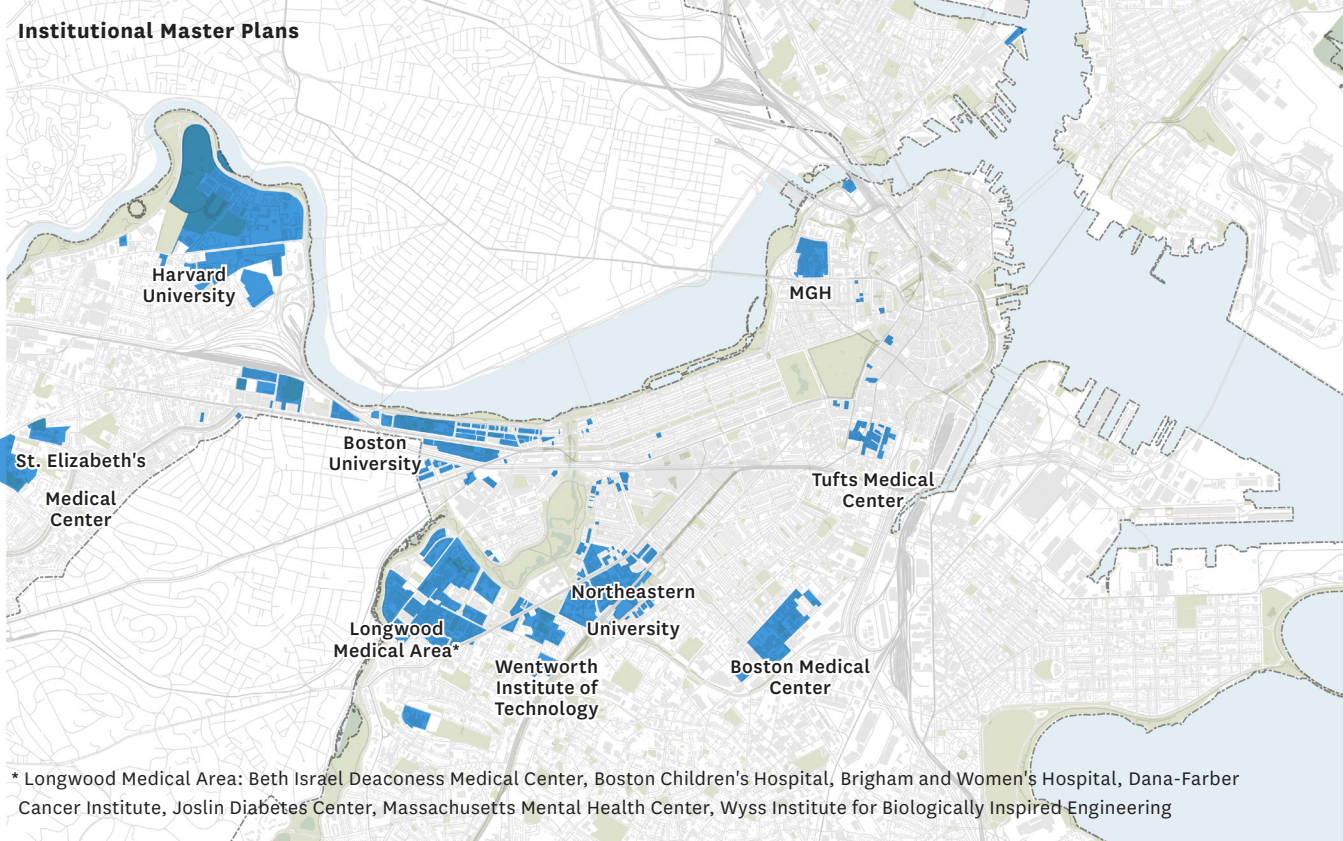 Institutional Master Plans
Harvard
University
MGH
Boston
University
St. Elizabeth's
Medical
Center
Tufts Medical
Center
Northeastern
University
Longwood
Medical Area*
Wentworth
Institute of
Technology
Boston Medical
Center
* Longwood Medical Area: Beth Israel Deaconess Medical Center, Boston Children's Hospital, Brigham and Women's Hospital, Dana-Farber
Cancer Institute, Joslin Diabetes Center, Massachusetts Mental Health Center, Wyss Institute for Biologically Inspired Engineering